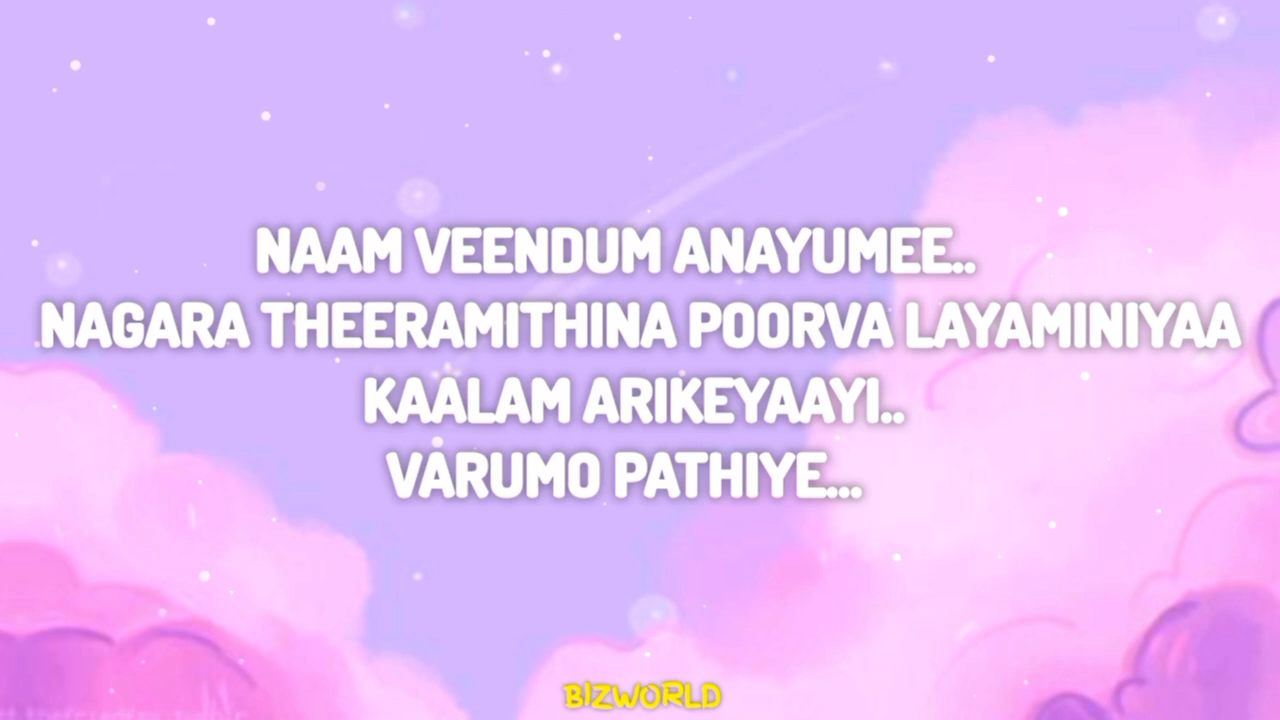 NAAM VEENDUM ANAYUMEE..
NAGARA THEERAMITHINA POORVA LAYAMINIYAA
KAALAM ARIKEYAAYI..
VARUMO PATHIYE...
BIZWORLD